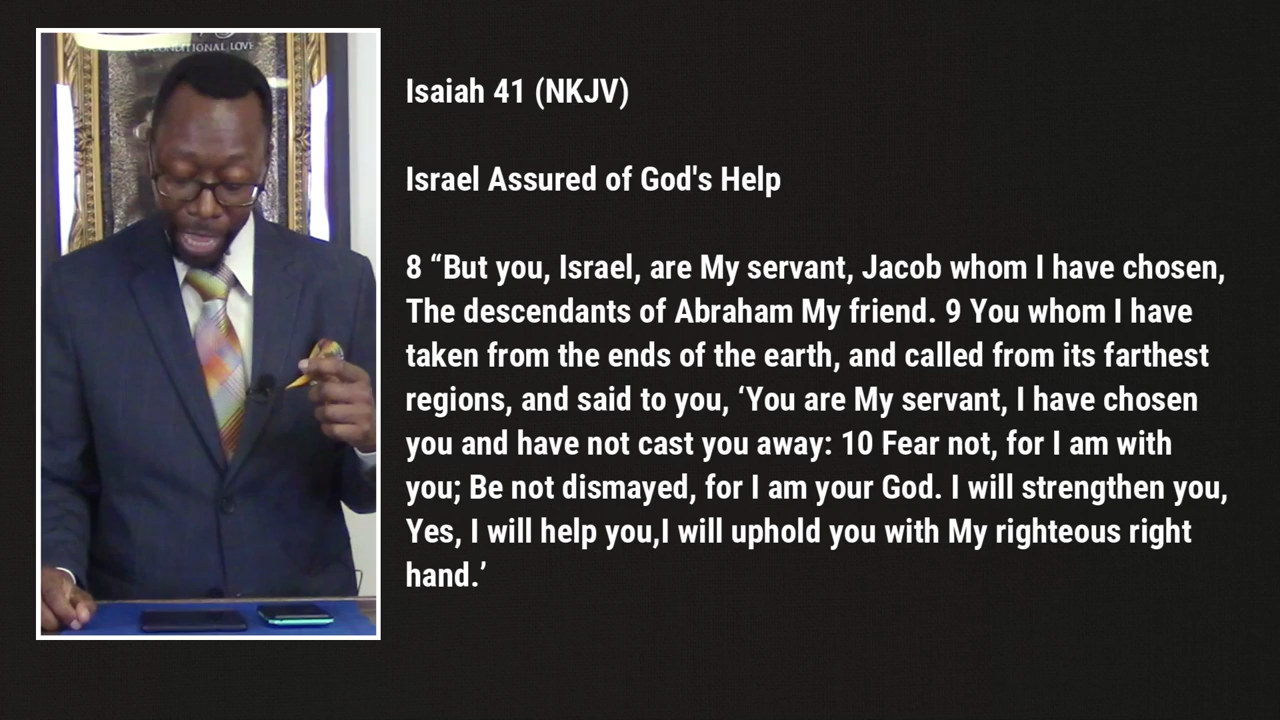 CONDITIONAL LOVE
Isaiah 41 (NKJV)
Israel Assured of God's Help
8 “But you, Israel, are My servant, Jacob whom I have chosen,
The descendants of Abraham My friend. 9 You whom I have
taken from the ends of the earth, and called from its farthest
regions, and said to you, ‘You are My servant, I have chosen
you and have not cast you away: 10 Fear not, for I am with
you; Be not dismayed, for I am your God. I will strengthen you,
Yes, I will help you,I will uphold you with My righteous right
hand.’